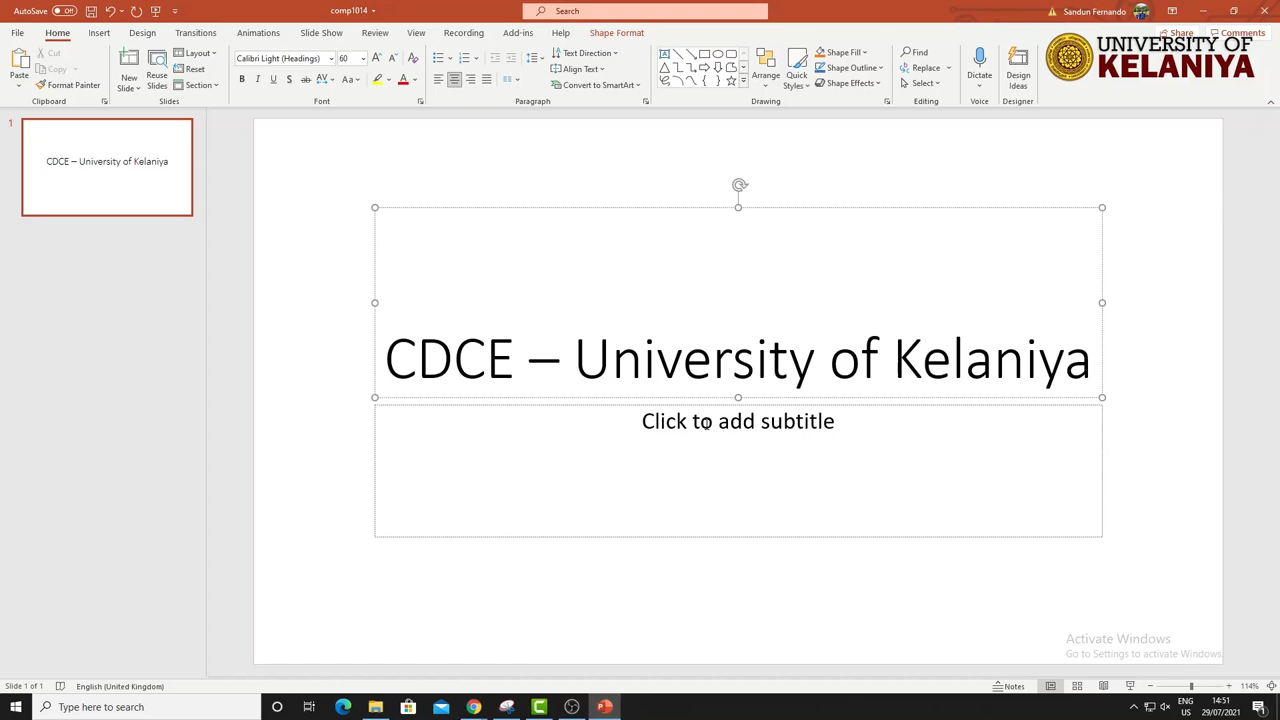 AutoSave Off
comp1014
Search
Sandun Fernando
File Home Insert Design Transitions Animations Slide Show Review View Recording Add-ins Help Shape Format
Share Comments
UNIVERSITY OF
KELANIYA
Paste
Cut
Copy
Format Painter
Clipboard
New
Slide
Reuse
Slides
Layout
Reset
Section
Slides
Calibri Light (Headings) 60
B I U S ab AV Aa A
Font
Text Direction
Align Text
Convert to SmartArt
Paragraph
Arrange
Quick
Styles
Shape Fill
Shape Outline
Shape Effects
Drawing
Find
Replace
Select
Editing
Dictate
Voice
Design
Ideas
Designer
1
CDCE – University of Kelaniya
CDCE – University of Kelaniya
Click to add subtitle
Activate Windows
Go to Settings to activate Windows.
Slide 1 of 1
English (United Kingdom)
Notes
114%
Type here to search
ENG
US
14:51
29/07/2021